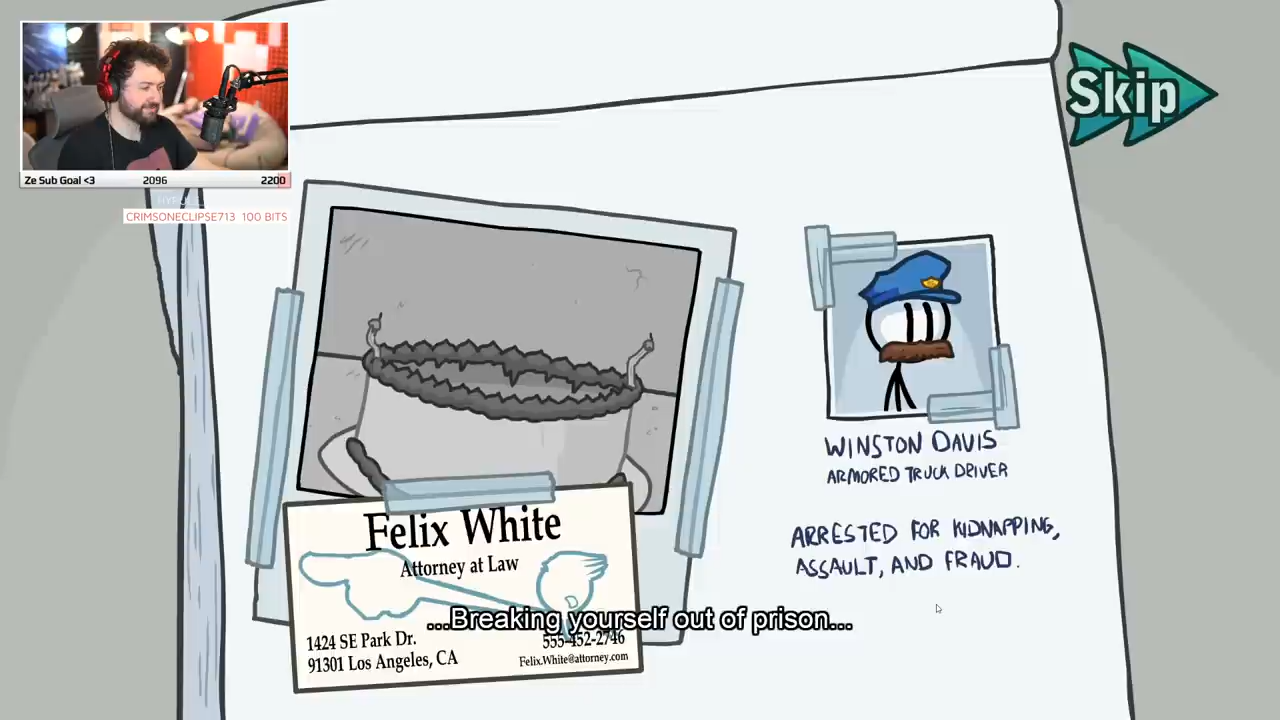 Skip
Ze Sub Goal <3 2096 2200
CRIMSONECLIPSE713 100 BITS
WINSTON DAVIS
ARMORED TRUCK DRIVER
ARRESTED FOR KIDNAPPING,
ASSAULT, AND FRAUD.
Felix White
Attorney at Law
...Breaking yourself out of prison...
1424 SE Park Dr.
91301 Los Angeles, CA
555-452-2746
Felix.White@attorney.com